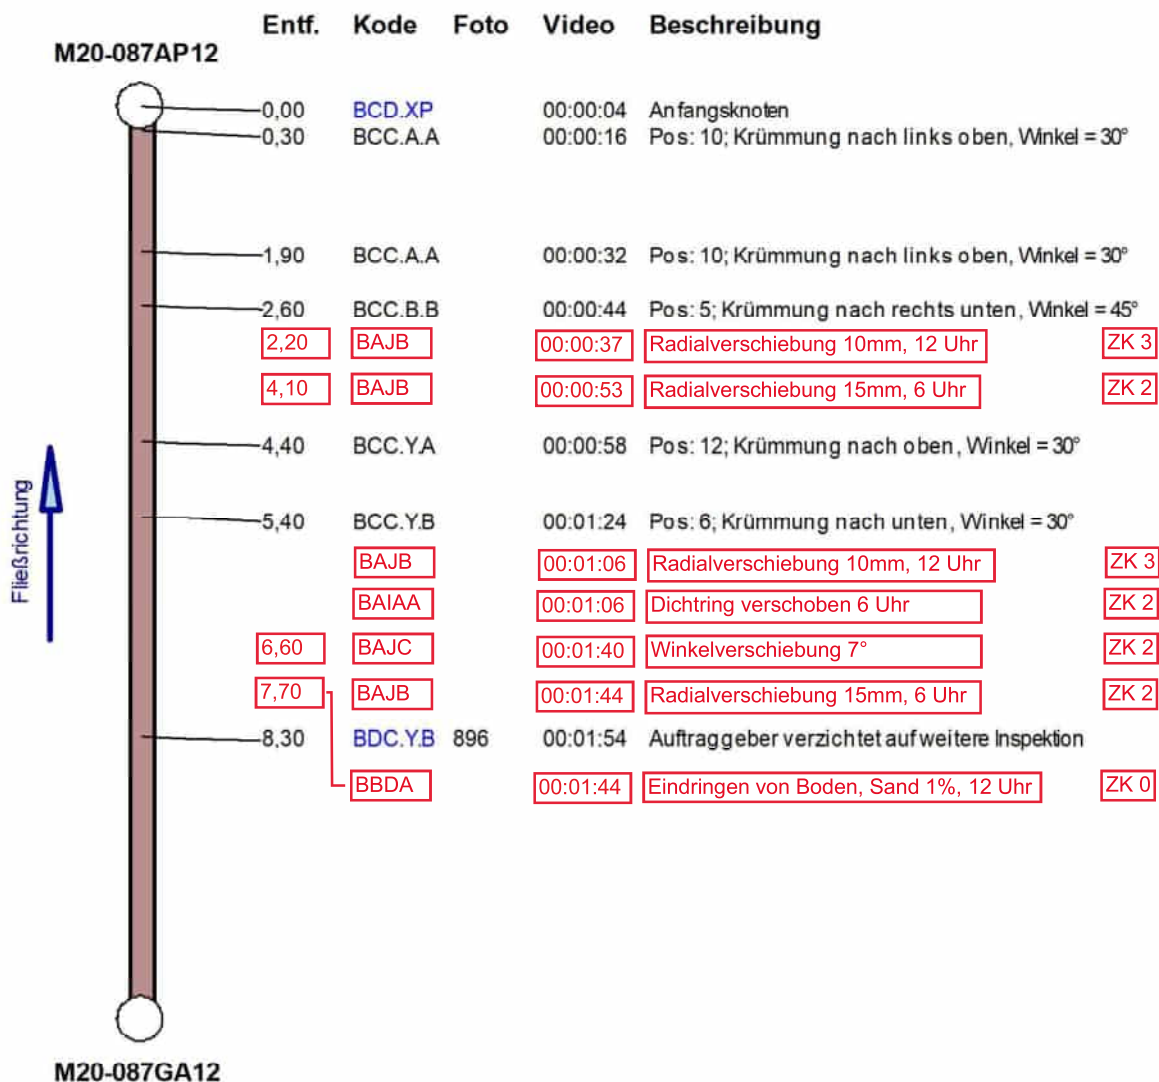 Entf. Kode Foto Video Beschreibung
M20-087AP12
0,00 BCD.XP 00:00:04 Anfangsknoten
0,30 BCC.A.A 00:00:16 Pos: 10; Krümmung nach links oben, Winkel = 30°
1,90 BCC.A.A 00:00:32 Pos: 10; Krümmung nach links oben, Winkel = 30°
2,60 BCC.B.B 00:00:44 Pos: 5; Krümmung nach rechts unten, Winkel = 45°
2,20 BAJB 00:00:37 Radialverschiebung 10mm, 12 Uhr ZK 3
4,10 BAJB 00:00:53 Radialverschiebung 15mm, 6 Uhr ZK 2
4,40 BCC.Y.A 00:00:58 Pos: 12; Krümmung nach oben, Winkel = 30°
Fließrichtung
5,40 BCC.Y.B 00:01:24 Pos: 6; Krümmung nach unten, Winkel = 30°
BAJB 00:01:06 Radialverschiebung 10mm, 12 Uhr ZK 3
BAIAA 00:01:06 Dichtring verschoben 6 Uhr ZK 2
6,60 BAJC 00:01:40 Winkelverschiebung 7° ZK 2
7,70 BAJB 00:01:44 Radialverschiebung 15mm, 6 Uhr ZK 2
8,30 BDC.Y.B 896 00:01:54 Auftraggeber verzichtet auf weitere Inspektion
BBDA 00:01:44 Eindringen von Boden, Sand 1%, 12 Uhr ZK 0
M20-087GA12